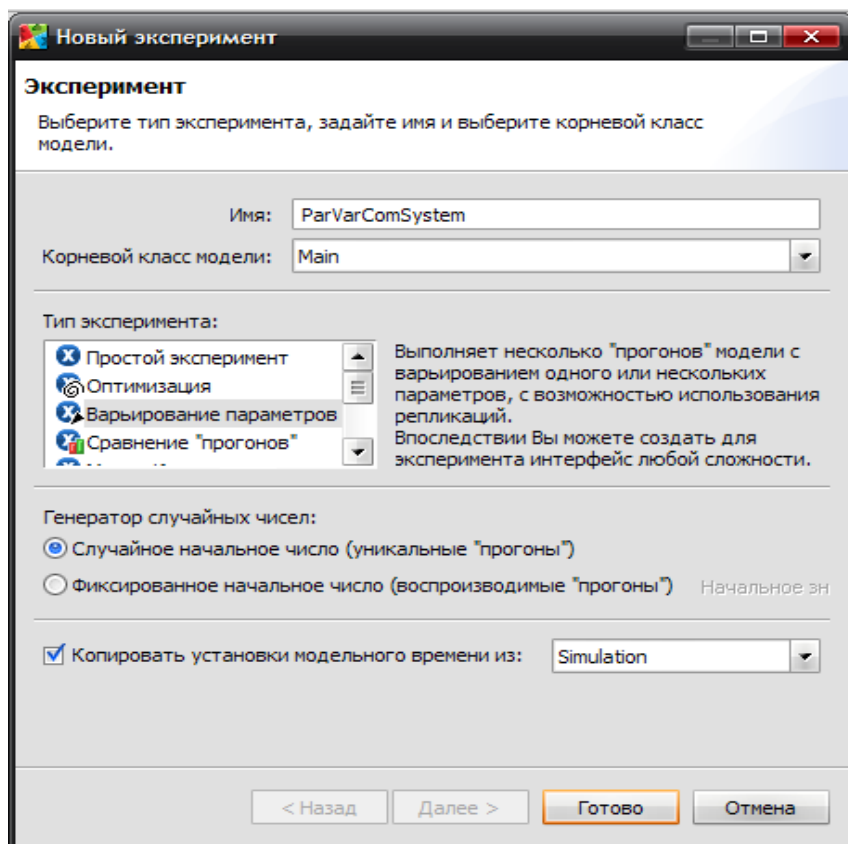 Новый эксперимент
Эксперимент
Выберите тип эксперимента, задайте имя и выберите корневой класс
модели.
Имя: ParVarComSystem
Корневой класс модели: Main
Тип эксперимента:
Простой эксперимент
Оптимизация
Варьирование параметров
Сравнение "прогонов"
Выполняет несколько "прогонов" модели с
варьированием одного или нескольких
параметров, с возможностью использования
репликаций.
Впоследствии Вы можете создать для
эксперимента интерфейс любой сложности.
Генератор случайных чисел:
Случайное начальное число (уникальные "прогоны")
Фиксированное начальное число (воспроизводимые "прогоны") Начальное зн
Копировать установки модельного времени из: Simulation
< Назад Далее > Готово Отмена